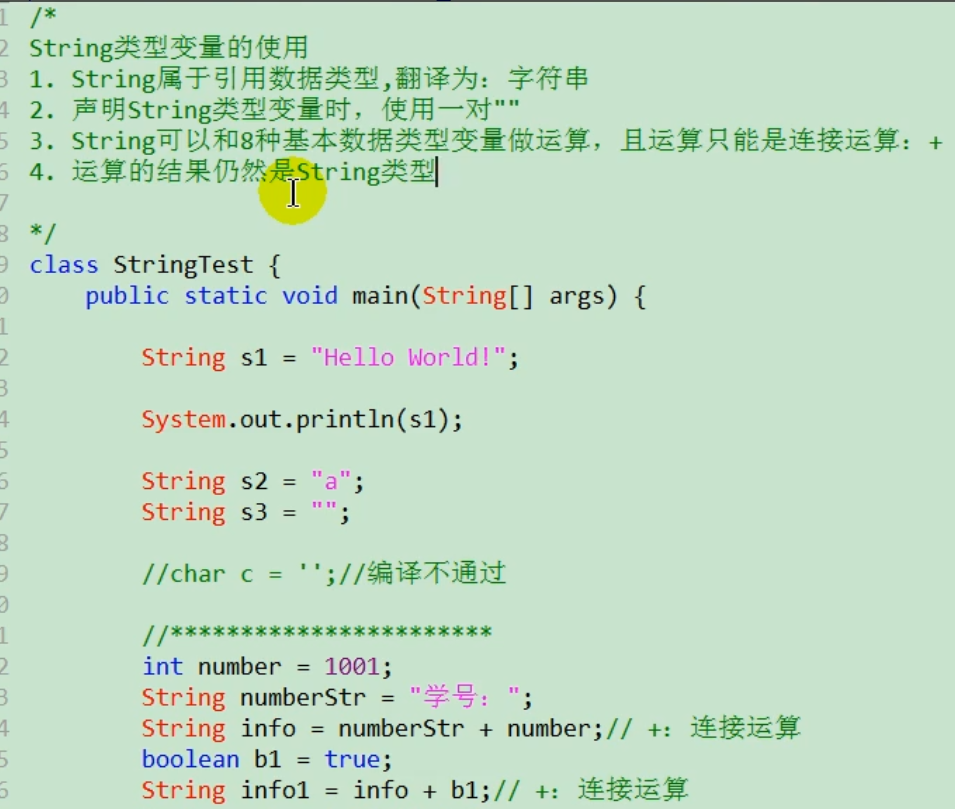 1 /*
2 String类型变量的使用
3 1. String属于引用数据类型,翻译为：字符串
4 2. 声明String类型变量时，使用一对""
5 3. String可以和8种基本数据类型变量做运算，且运算只能是连接运算：+
6 4. 运算的结果仍然是String类型
7
8 */
9 class StringTest {
0 public static void main(String[] args) {
1
2 String s1 = "Hello World!";
3
4 System.out.println(s1);
5
6 String s2 = "a";
7 String s3 = "";
8
9 //char c = '';//编译不通过
0
1 //***********************
2 int number = 1001;
3 String numberStr = "学号：";
4 String info = numberStr + number;// +：连接运算
5 boolean b1 = true;
6 String info1 = info + b1;// +：连接运算